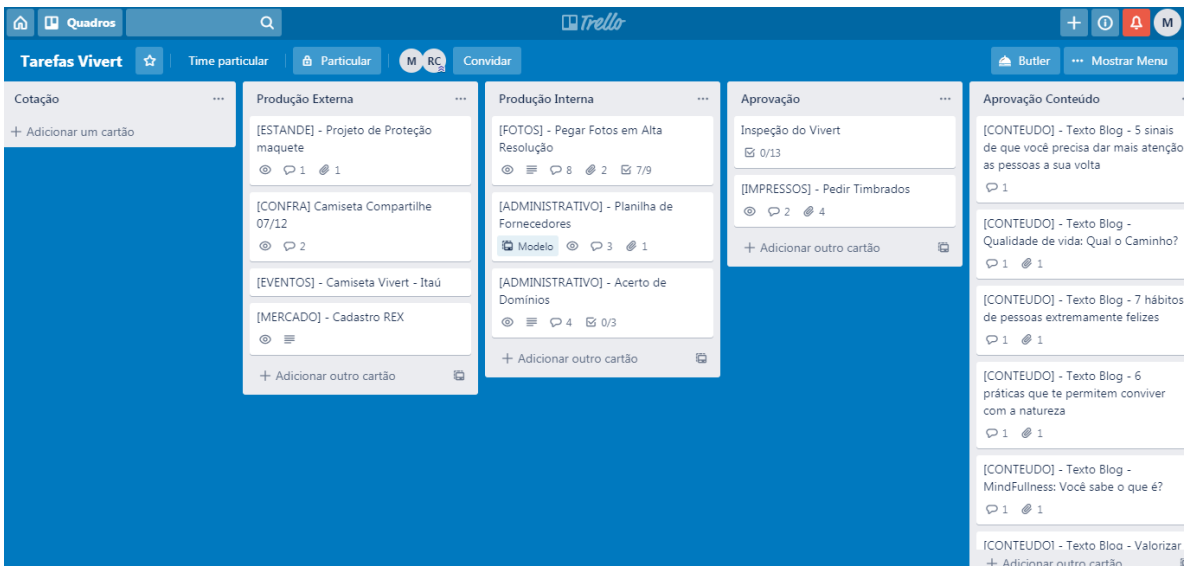 Quadros
Trello
M
Tarefas Vivert
Time particular
Particular
M RC
Convidar
Butler
Mostrar Menu
Cotação
+ Adicionar um cartão
Produção Externa
[ESTANDE] - Projeto de Proteção
maquete
1 1
[CONFRA] Camiseta Compartilhe
07/12
2
[EVENTOS] - Camiseta Vivert - Itaú
[MERCADO] - Cadastro REX
+ Adicionar outro cartão
Produção Interna
[FOTOS] - Pegar Fotos em Alta
Resolução
8 2 7/9
[ADMINISTRATIVO] - Planilha de
Fornecedores
Modelo 3 1
[ADMINISTRATIVO] - Acerto de
Domínios
4 0/3
+ Adicionar outro cartão
Aprovação
Inspeção do Vivert
0/13
[IMPRESSOS] - Pedir Timbrados
2 4
+ Adicionar outro cartão
Aprovação Conteúdo
[CONTEUDO] - Texto Blog - 5 sinais
de que você precisa dar mais atenção
as pessoas a sua volta
1
[CONTEUDO] - Texto Blog -
Qualidade de vida: Qual o Caminho?
1 1
[CONTEUDO] - Texto Blog - 7 hábitos
de pessoas extremamente felizes
1 1
[CONTEUDO] - Texto Blog - 6
práticas que te permitem conviver
com a natureza
1 1
[CONTEUDO] - Texto Blog -
MindFullness: Você sabe o que é?
1 1
[CONTEUDO] - Texto Blog - Valorizar
+ Adicionar outro cartão